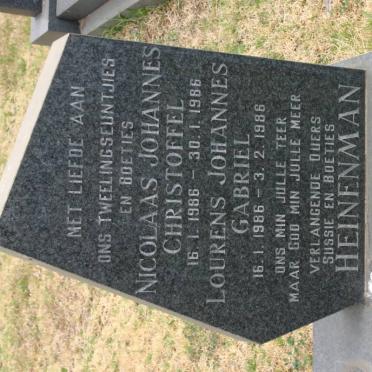 MET LIEFDE AAN
ONS TWEELINGSEUNTJIES
EN BOETIES
NICOLAAS JOHANNES
CHRISTOFFEL
16.1.1986 - 30.1.1986
LOURENS JOHANNES
GABRIEL
16.1.1986 - 3.2.1986
ONS MIN JULLE TEER
MAAR GOD MIN JULLE MEER
VERLANGENDE OUERS
SUSSIE EN BOETIES
HEINENMAN